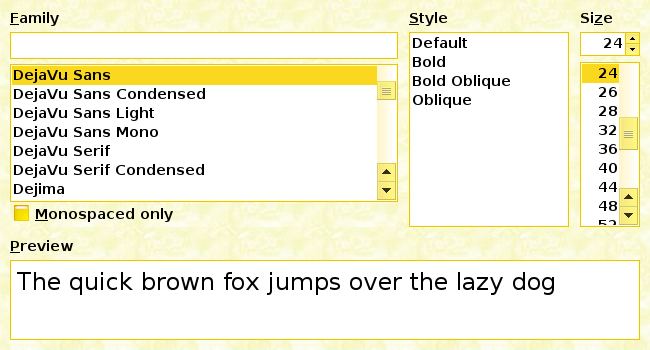 Family
DejaVu Sans
DejaVu Sans Condensed
DejaVu Sans Light
DejaVu Sans Mono
DejaVu Serif
DejaVu Serif Condensed
Dejima
Monospaced only
Style
Default
Bold
Bold Oblique
Oblique
Size
24
24
26
28
32
36
40
44
48
52
Preview
The quick brown fox jumps over the lazy dog